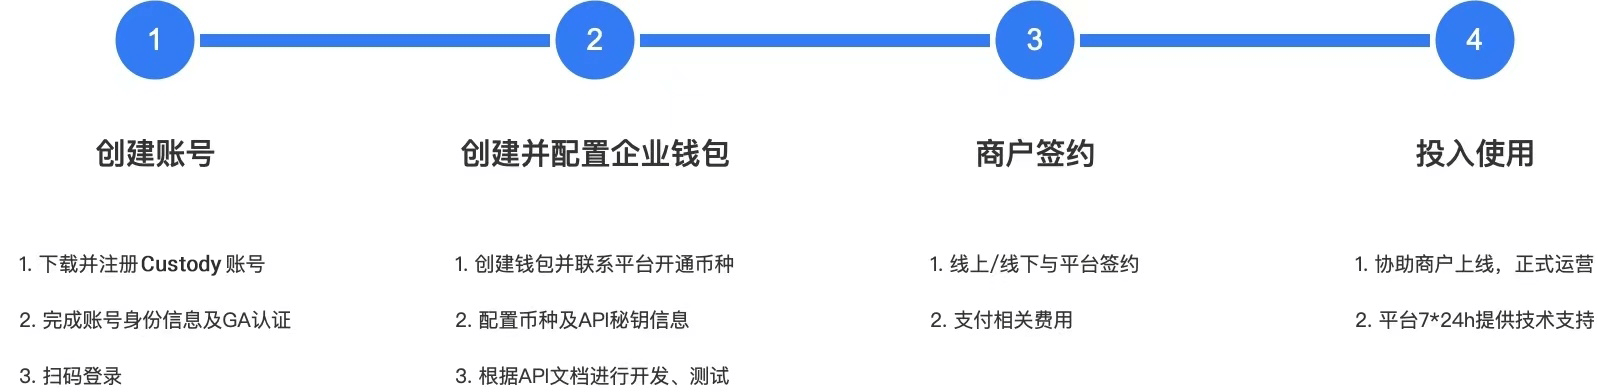 1
2
3
4
创建账号
创建并配置企业钱包
商户签约
投入使用
1. 下载并注册Custody 账号
2. 完成账号身份信息及GA认证
3. 扫码登录
1. 创建钱包并联系平台开通币种
2. 配置币种及API秘钥信息
3. 根据API文档进行开发、测试
1. 线上/线下与平台签约
2. 支付相关费用
1. 协助商户上线，正式运营
2. 平台7*24h提供技术支持